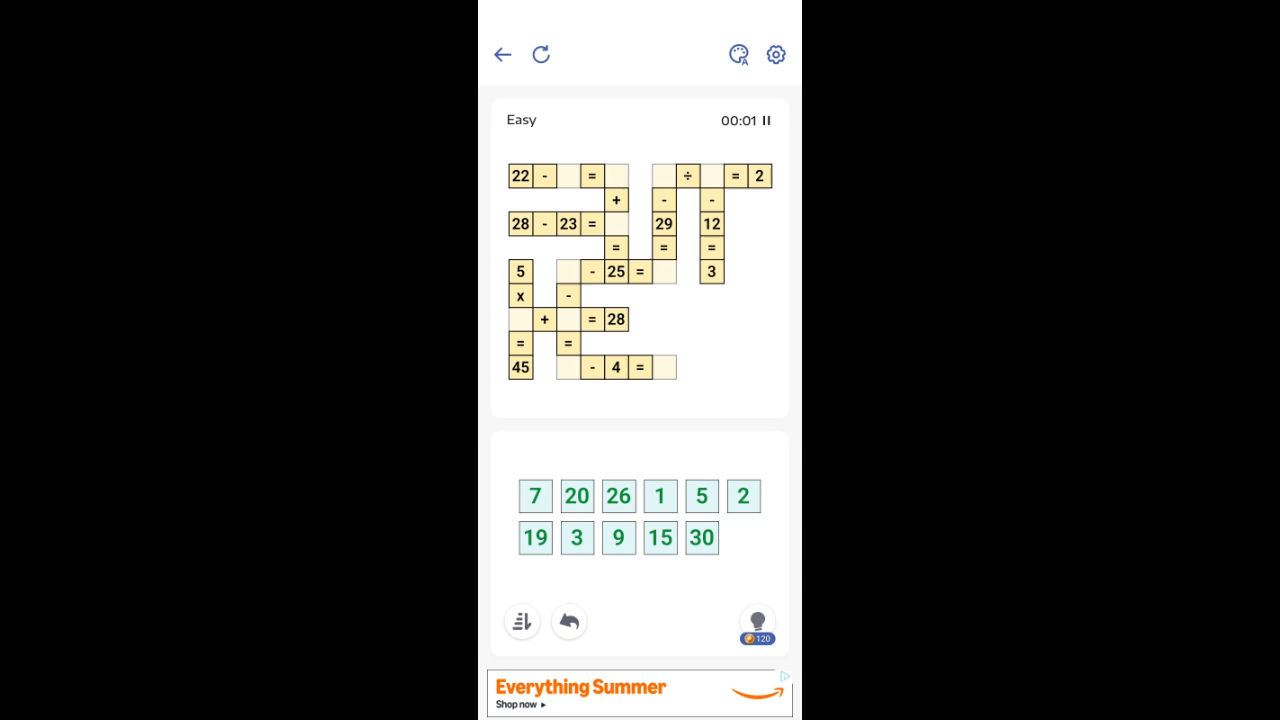 Easy 00:01
22 - = ÷ = 2
+ - -
28 - 23 = 29 12
= = =
5 - 25 = 3
x -
+ = 28
= =
45 - 4 =
7 20 26 1 5 2
19 3 9 15 30
120
Everything Summer
Shop now